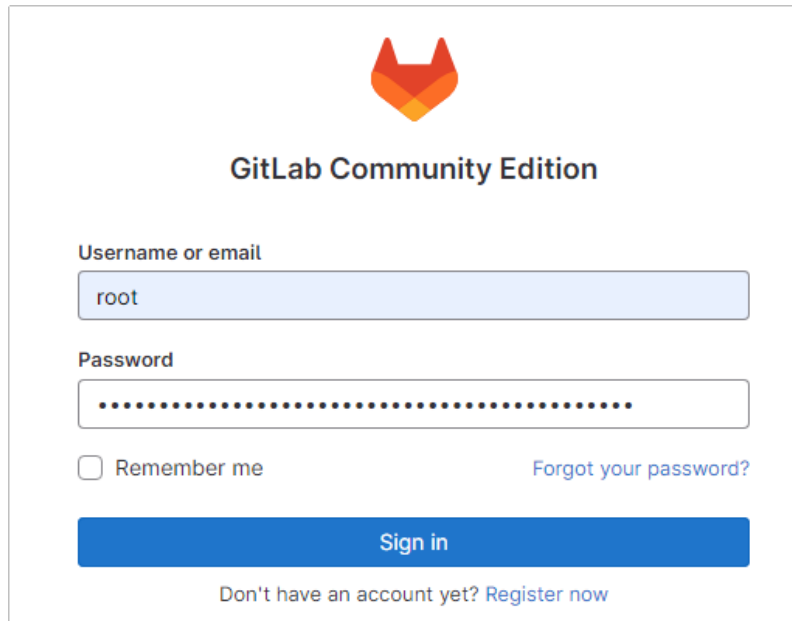 GitLab Community Edition
Username or email
root
Password
••••••••••••••••••••••••••••••••••••••••••••
Remember me Forgot your password?
Sign in
Don't have an account yet? Register now